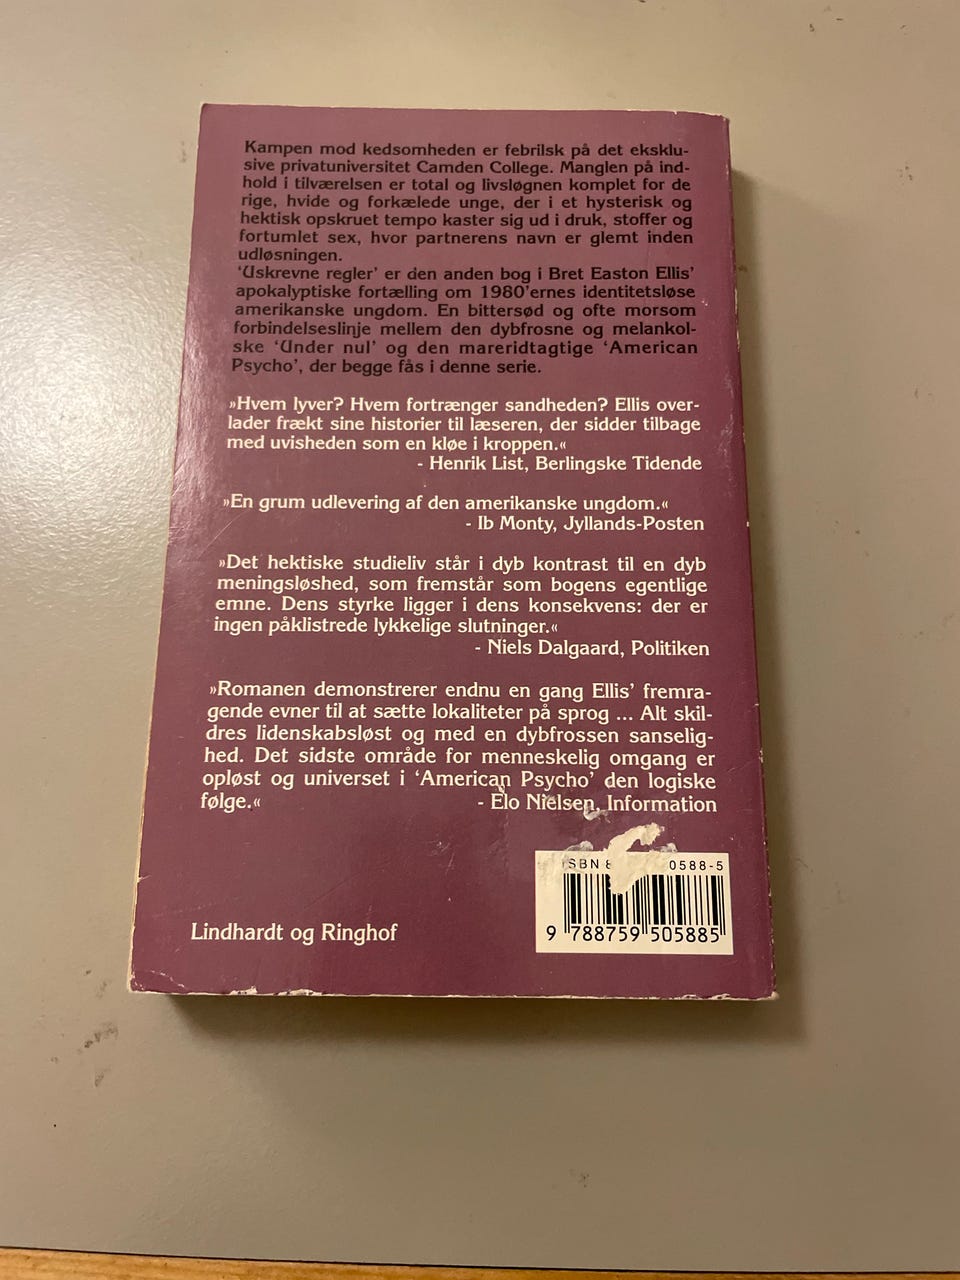 Kampen mod kedsomheden er febrilsk på det eksklu-
sive privatuniversitet Camden College. Manglen på ind-
hold i tilværelsen er total og livsløgnen komplet for de
rige, hvide og forkælede unge, der i et hysterisk og
hektisk opskruet tempo kaster sig ud i druk, stoffer og
fortumlet sex, hvor partnerens navn er glemt inden
udløsningen.
‘Uskrevne regler’ er den anden bog i Bret Easton Ellis’
apokalyptiske fortælling om 1980’ernes identitetsløse
amerikanske ungdom. En bittersød og ofte morsom
forbindelseslinje mellem den dybfrosne og melankol-
ske ‘Under nul’ og den mareridtagtige ‘American
Psycho’, der begge fås i denne serie.
»Hvem lyver? Hvem fortrænger sandheden? Ellis over-
lader frækt sine historier til læseren, der sidder tilbage
med uvisheden som en kløe i kroppen.«
- Henrik List, Berlingske Tidende
»En grum udlevering af den amerikanske ungdom.«
- Ib Monty, Jyllands-Posten
»Det hektiske studieliv står i dyb kontrast til en dyb
meningsløshed, som fremstår som bogens egentlige
emne. Dens styrke ligger i dens konsekvens: der er
ingen påklistrede lykkelige slutninger.«
- Niels Dalgaard, Politiken
»Romanen demonstrerer endnu en gang Ellis’ fremra-
gende evner til at sætte lokaliteter på sprog ... Alt skil-
dres lidenskabsløst og med en dybfrossen sanselig-
hed. Det sidste område for menneskelig omgang er
opløst og universet i ‘American Psycho’ den logiske
følge.«
- Elo Nielsen, Information
ISBN 8 0588-5
9 788759 505885
Lindhardt og Ringhof